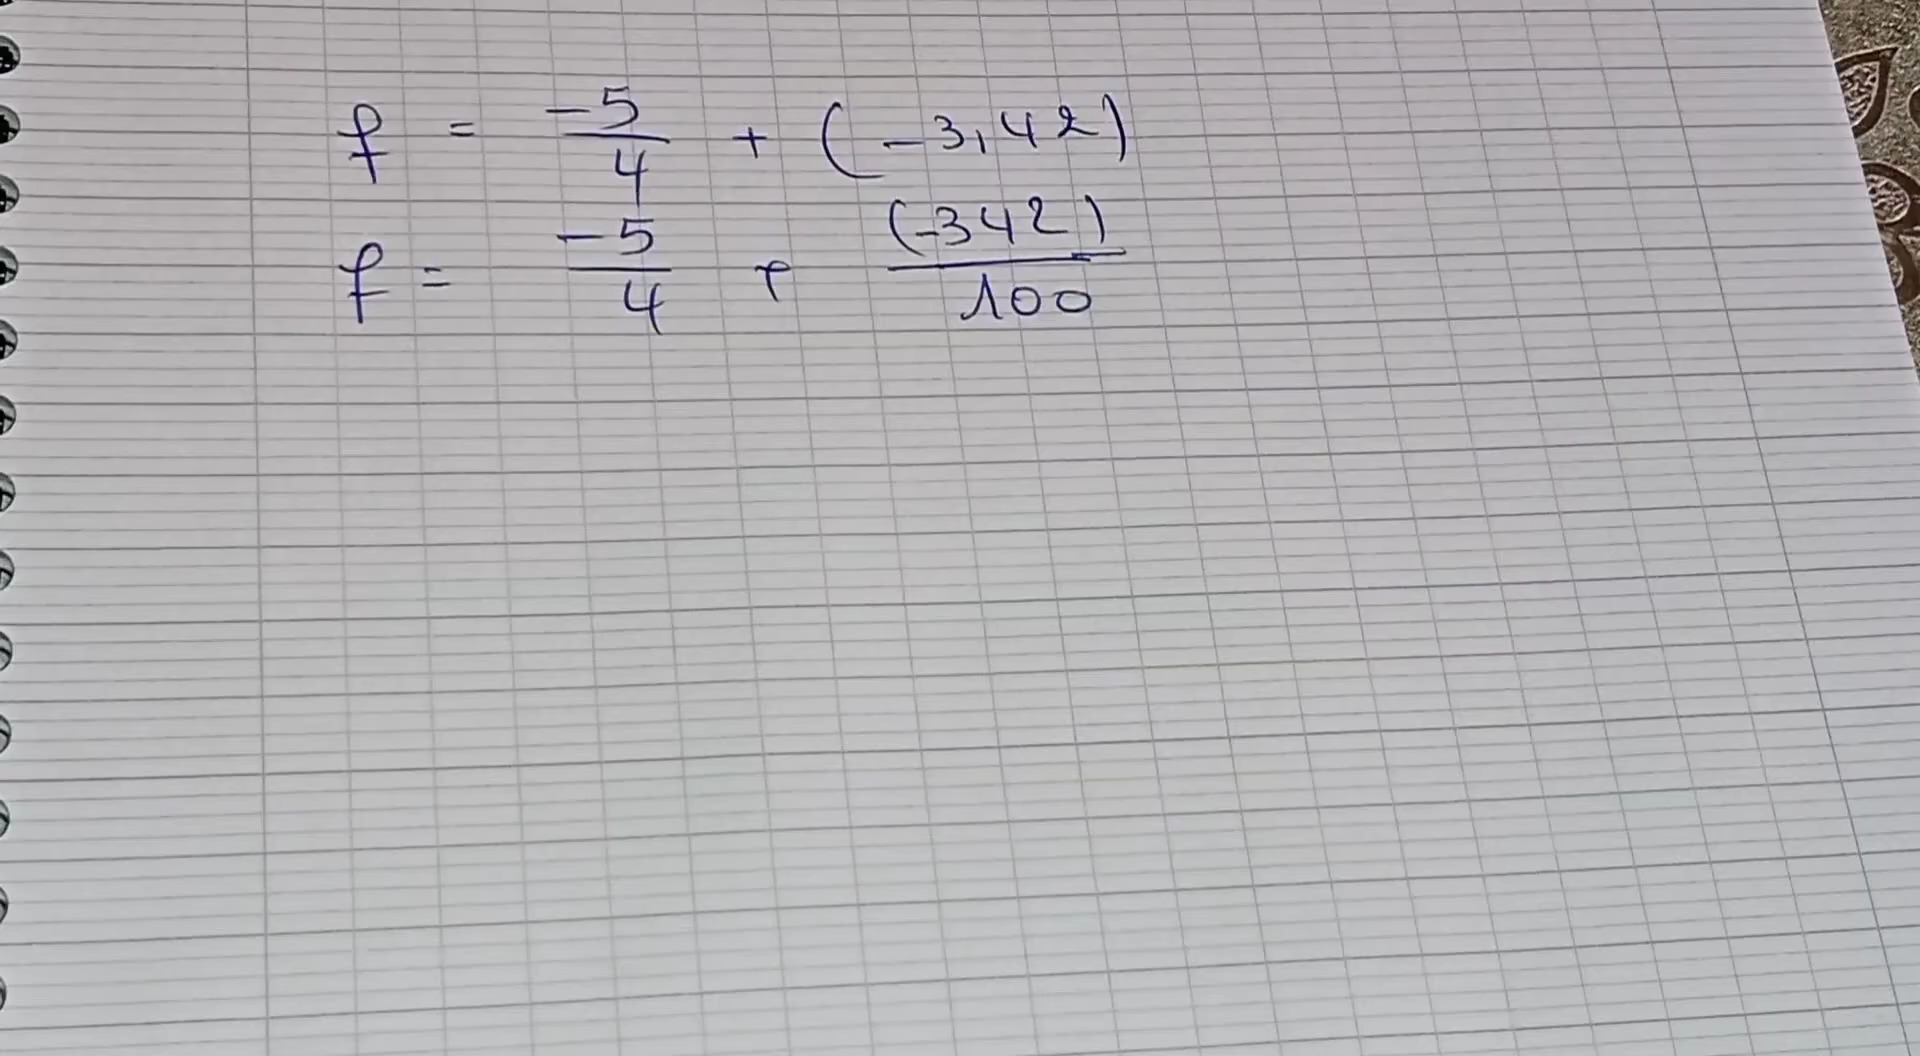 f = -5/4 + (-3,42)
f = -5/4 + (-342)/100